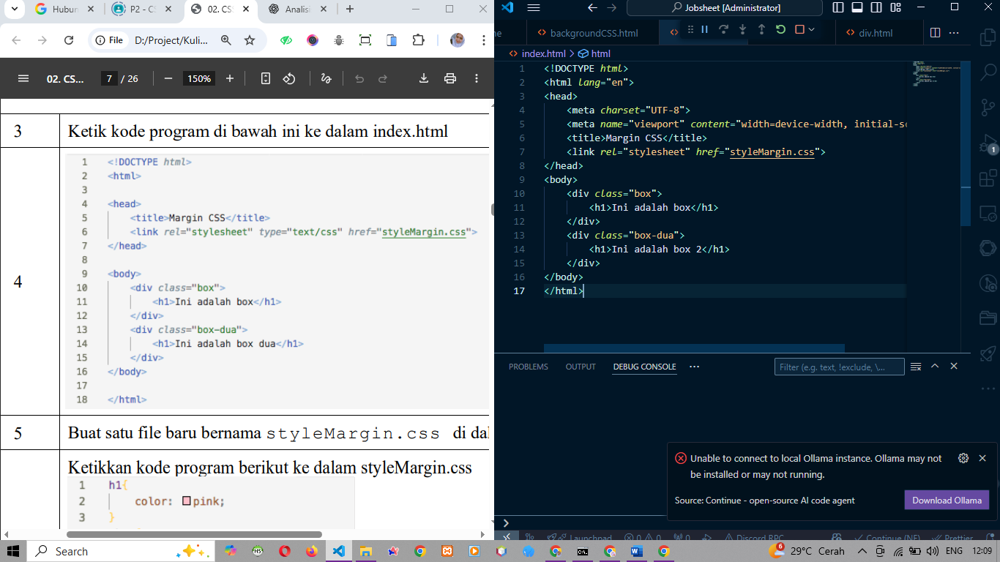 Hubun
P2 - CS
02. CS
Analisi
File
D:/Project/Kuli...
02. CS...
7 / 26
150%
3
Ketik kode program di bawah ini ke dalam index.html
4
1 <!DOCTYPE html>
2 <html>
3
4 <head>
5 <title>Margin CSS</title>
6 <link rel="stylesheet" type="text/css" href="styleMargin.css">
7 </head>
8
9 <body>
10 <div class="box">
11 <h1>Ini adalah box</h1>
12 </div>
13 <div class="box-dua">
14 <h1>Ini adalah box dua</h1>
15 </div>
16 </body>
17
18 </html>
5
Buat satu file baru bernama styleMargin.css di dal
Ketikkan kode program berikut ke dalam styleMargin.css
1 h1{
2 color: pink;
3 }
Jobsheet [Administrator]
ne
backgroundCSS.html
div.html
index.html > html
1 <!DOCTYPE html>
2 <html lang="en">
3 <head>
4 <meta charset="UTF-8">
5 <meta name="viewport" content="width=device-width, initial-sc
6 <title>Margin CSS</title>
7 <link rel="stylesheet" href="styleMargin.css">
8 </head>
9 <body>
10 <div class="box">
11 <h1>Ini adalah box</h1>
12 </div>
13 <div class="box-dua">
14 <h1>Ini adalah box 2</h1>
15 </div>
16 </body>
17 </html>
1
PROBLEMS
OUTPUT
DEBUG CONSOLE
Filter (e.g. text, !exclude, \...
Unable to connect to local Ollama instance. Ollama may not
be installed or may not running.
Source: Continue - open-source AI code agent
Download Ollama
Launchpad
0
0
0
Discord RPC
Continue (NE)
Prettier
Search
6
29°C Cerah
ENG
12:09